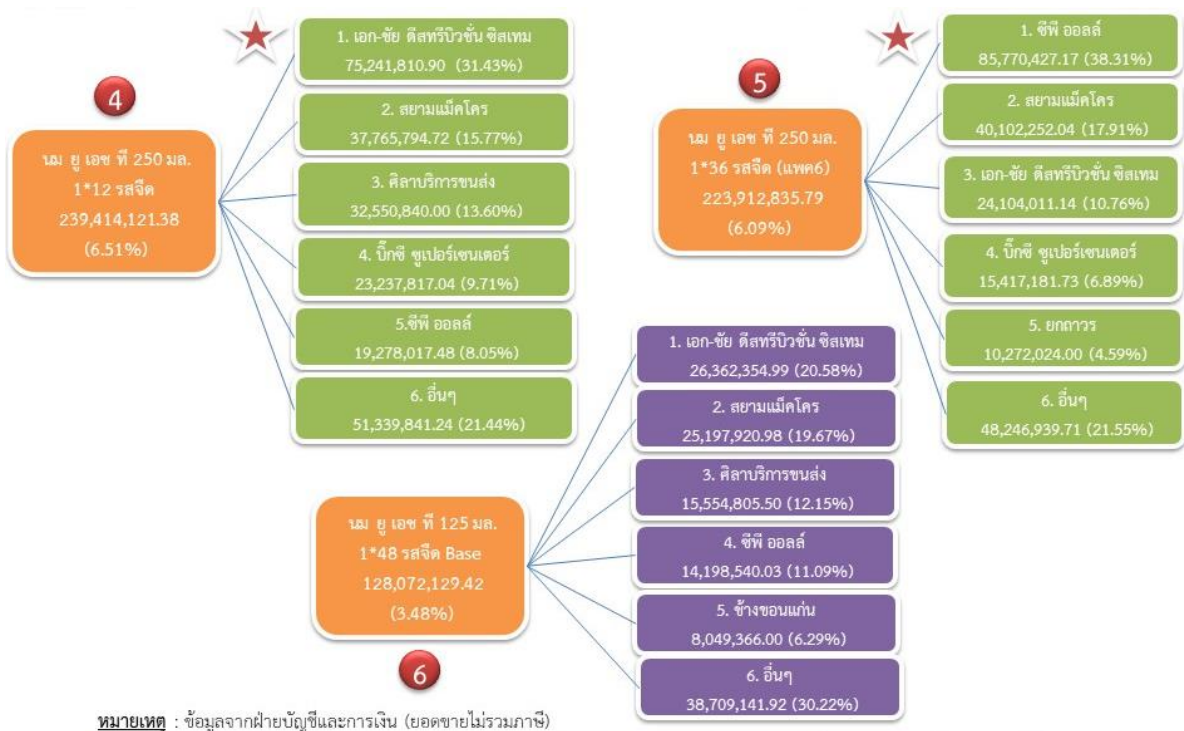 4
นม ยู เอช ที 250 มล.
1*12 รสจืด
239,414,121.38
(6.51%)
1. เอก-ชัย ดีสทรีบิวชั่น ซิสเทม
75,241,810.90 (31.43%)
2. สยามแม็คโคร
37,765,794.72 (15.77%)
3. ศิลาบริการขนส่ง
32,550,840.00 (13.60%)
4. บิ๊กซี ซูเปอร์เซนเตอร์
23,237,817.04 (9.71%)
5.ซีพี ออลล์
19,278,017.48 (8.05%)
6. อื่นๆ
51,339,841.24 (21.44%)
5
นม ยู เอช ที 250 มล.
1*36 รสจืด (แพค6)
223,912,835.79
(6.09%)
1. ซีพี ออลล์
85,770,427.17 (38.31%)
2. สยามแม็คโคร
40,102,252.04 (17.91%)
3. เอก-ชัย ดีสทรีบิวชั่น ซิสเทม
24,104,011.14 (10.76%)
4. บิ๊กซี ซูเปอร์เซนเตอร์
15,417,181.73 (6.89%)
5. ยกถาวร
10,272,024.00 (4.59%)
6. อื่นๆ
48,246,939.71 (21.55%)
นม ยู เอช ที 125 มล.
1*48 รสจืด Base
128,072,129.42
(3.48%)
6
1. เอก-ชัย ดีสทรีบิวชั่น ซิสเทม
26,362,354.99 (20.58%)
2. สยามแม็คโคร
25,197,920.98 (19.67%)
3. ศิลาบริการขนส่ง
15,554,805.50 (12.15%)
4. ซีพี ออลล์
14,198,540.03 (11.09%)
5. ช้างขอนแก่น
8,049,366.00 (6.29%)
6. อื่นๆ
38,709,141.92 (30.22%)
หมายเหตุ : ข้อมูลจากฝ่ายบัญชีและการเงิน (ยอดขายไม่รวมภาษี)